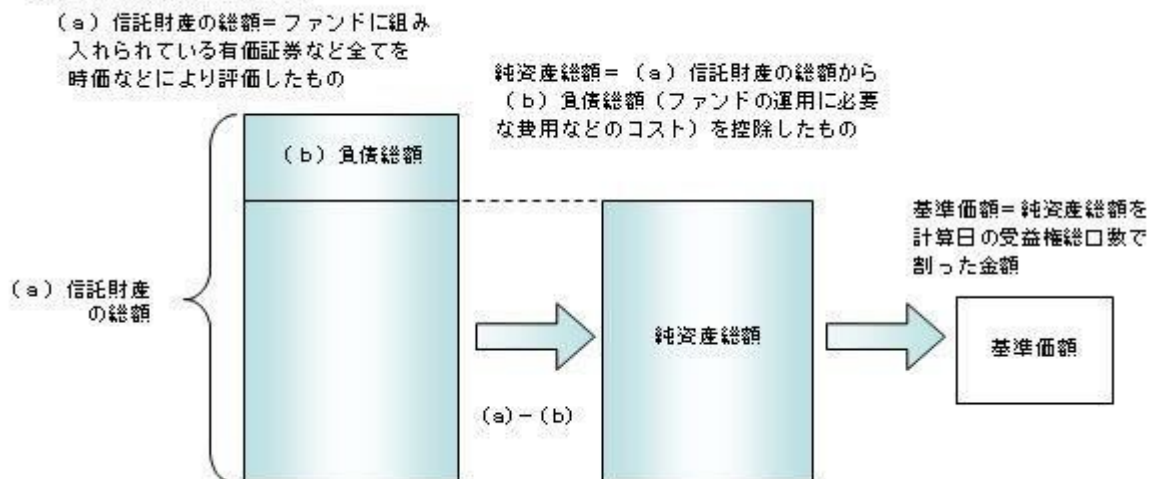 （a）信託財産の総額＝ファンドに組み
入れられている有価証券など全てを
時価などにより評価したもの
純資産総額＝（a）信託財産の総額から
（b）負債総額（ファンドの運用に必要
な費用などのコスト）を控除したもの
（b）負債総額
基準価額＝純資産総額を
計算日の受益権総口数で
割った金額
（a）信託財産
の総額
純資産総額
基準価額
(a)－(b)